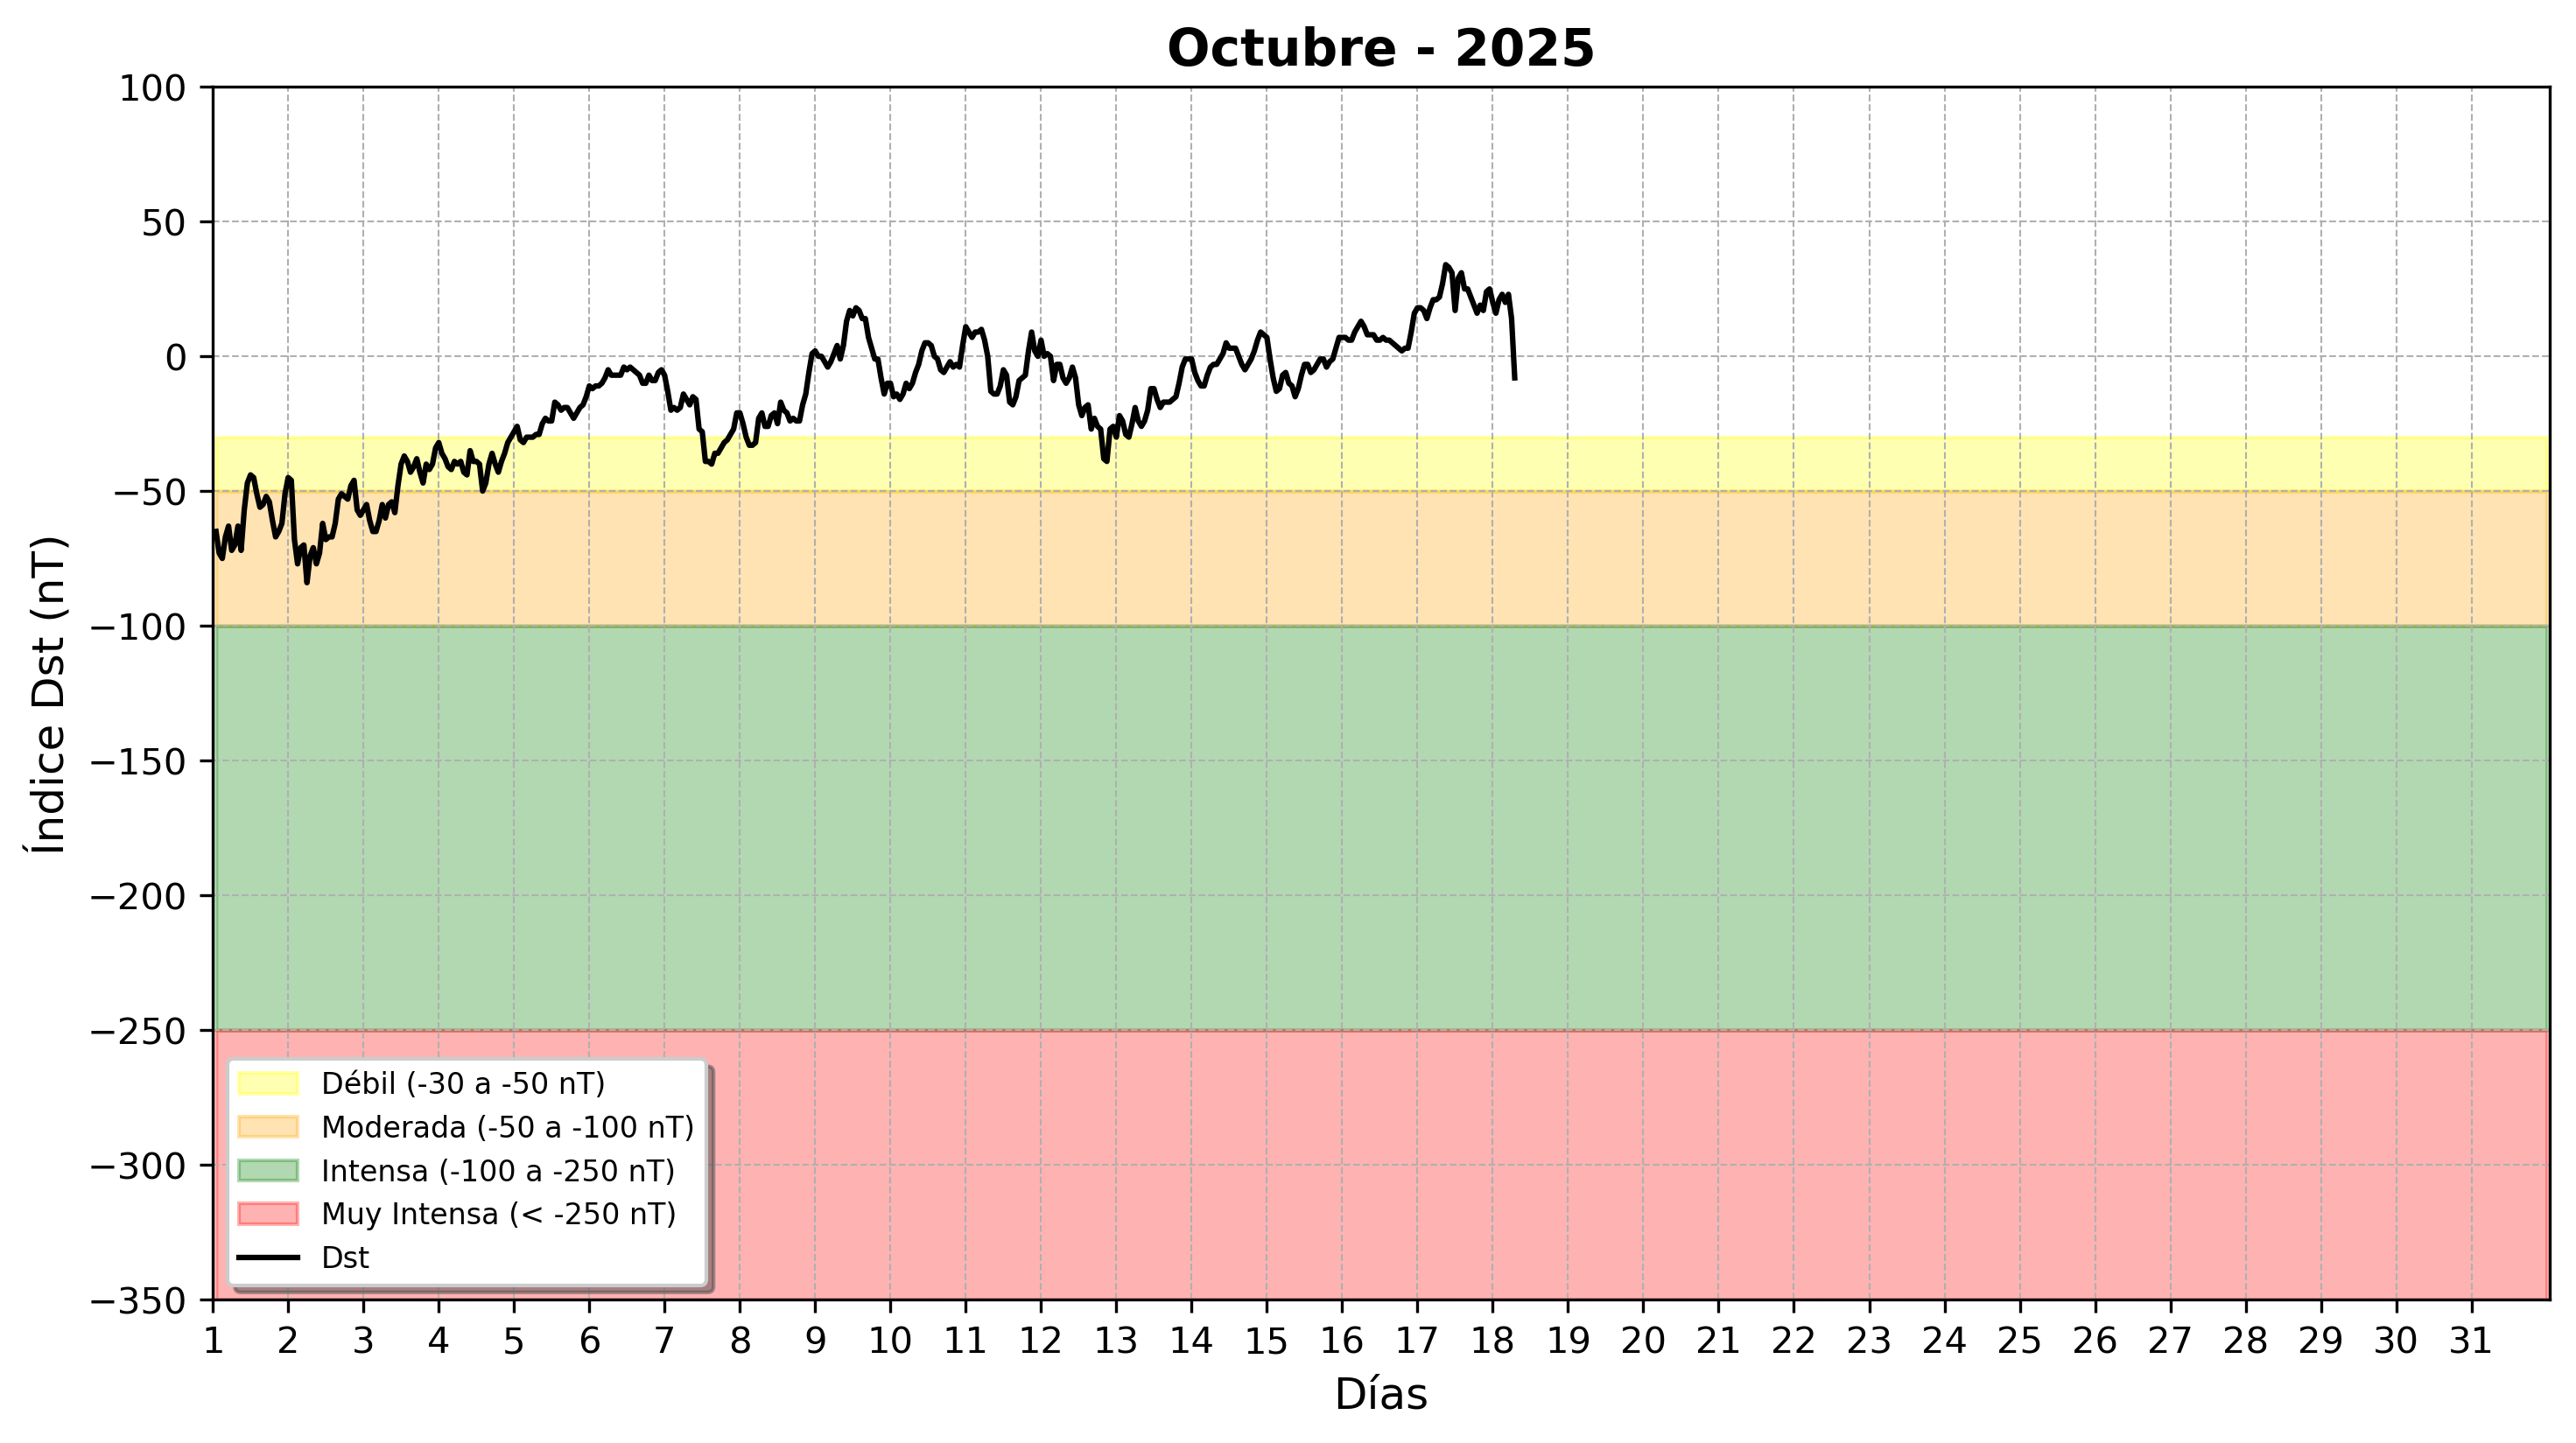 Octubre - 2025
Índice Dst (nT)
100
50
0
−50
−100
−150
−200
−250
−300
−350
Débil (-30 a -50 nT)
Moderada (-50 a -100 nT)
Intensa (-100 a -250 nT)
Muy Intensa (< -250 nT)
Dst
1 2 3 4 5 6 7 8 9 10 11 12 13 14 15 16 17 18 19 20 21 22 23 24 25 26 27 28 29 30 31
Días